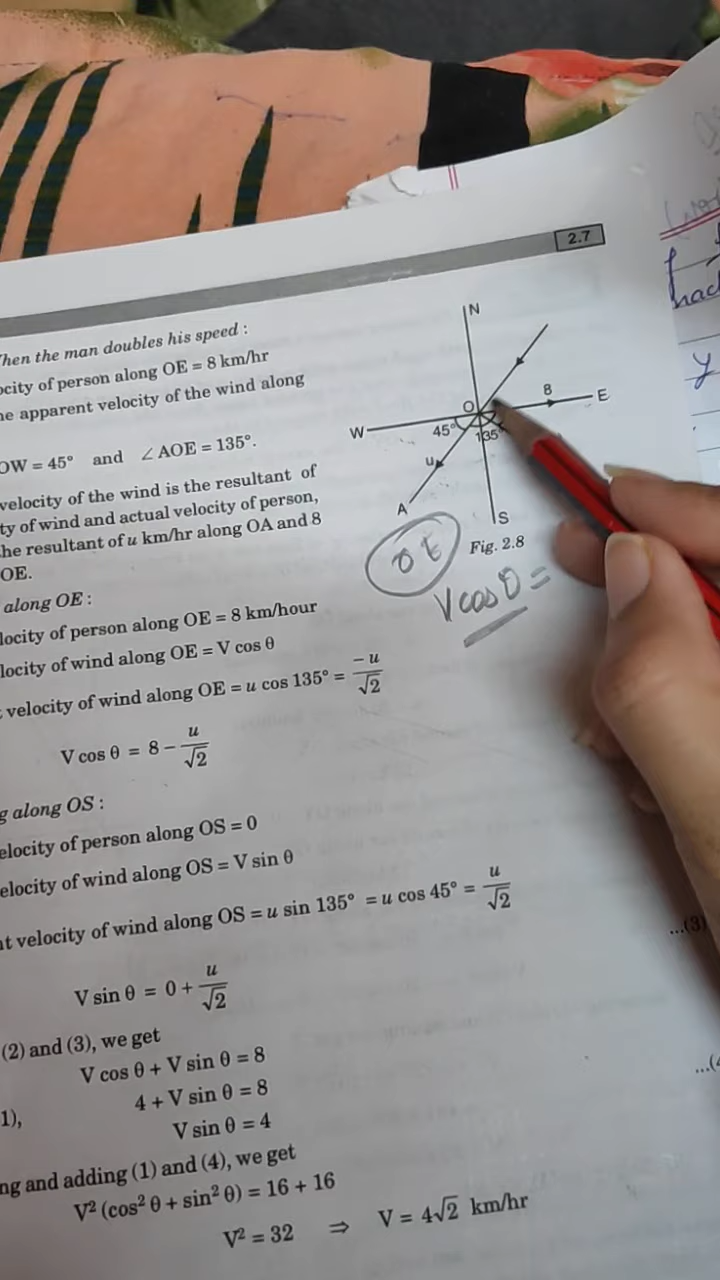 2.7
hen the man doubles his speed :
ocity of person along OE = 8 km/hr
e apparent velocity of the wind along
OW = 45° and ∠ AOE = 135°.
velocity of the wind is the resultant of
ty of wind and actual velocity of person,
he resultant of u km/hr along OA and 8
OE.
N
O
8
E
W
45°
135°
u
A
S
Fig. 2.8
V cos θ =
along OE :
locity of person along OE = 8 km/hour
locity of wind along OE = V cos θ
velocity of wind along OE = u cos 135° = −u/√2
V cos θ = 8 − u/√2
g along OS :
elocity of person along OS = 0
elocity of wind along OS = V sin θ
t velocity of wind along OS = u sin 135° = u cos 45° = u/√2
...(3)
V sin θ = 0 + u/√2
(2) and (3), we get
V cos θ + V sin θ = 8
...(4
1), 4 + V sin θ = 8
V sin θ = 4
ng and adding (1) and (4), we get
V² (cos² θ + sin² θ) = 16 + 16
V² = 32 ⇒ V = 4√2 km/hr